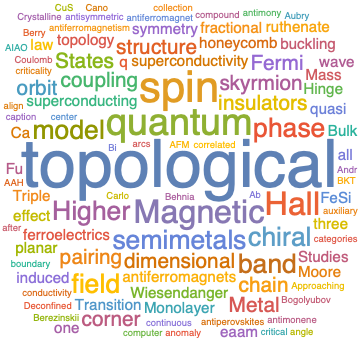 CuS Cano collection
Crystalline antisymmetric antiferromagnet compound antimony Aubry
Berry antiferromagnetism symmetry fractional ruthenate
AIAO law topology structure honeycomb buckling
Coulomb States q superconductivity Fermi wave
criticality orbit coupling spin skyrmion Mass Hinge
align superconducting insulators quasi
caption center model quantum phase Bulk
Ca arcs AFM correlated all
Bi topological Andr
Fu Carlo Behnia Ab BKT
AAH Triple Higher Magnetic Hall FeSi auxiliary
after effect semimetals chiral three categories
planar ferroelectrics pairing dimensional band Studies
boundary induced field antiferromagnets chain Moore Approaching
conductivity Transition Wiesendanger Metal Bogolyubov
Deconfined Monolayer antiperovskites antimonene
Berezinskii one corner continuous eaam critical angle
computer anomaly